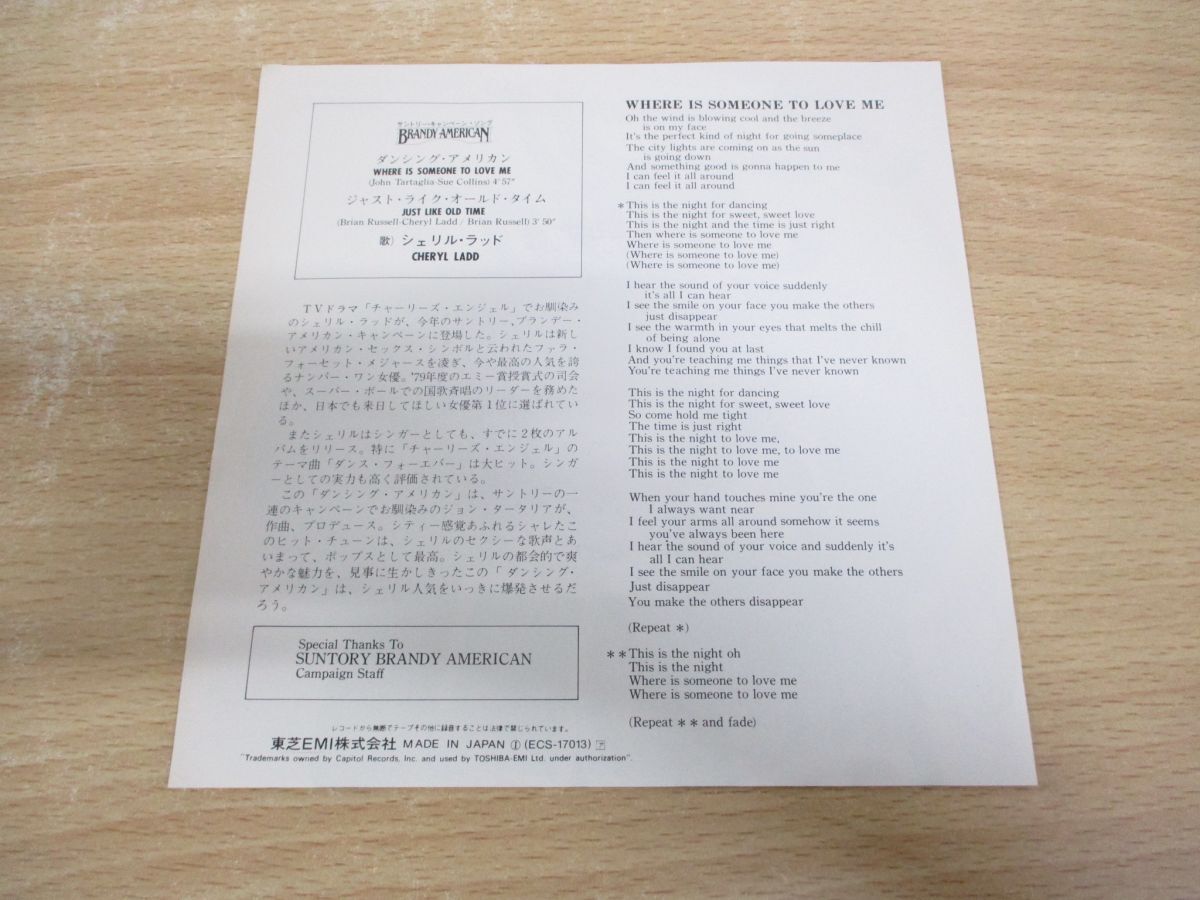 サントリー・キャンペーン・ソング
BRANDY AMERICAN
ダンシング・アメリカン
WHERE IS SOMEONE TO LOVE ME
(John Tartaglia-Sue Collins) 4'57"
ジャスト・ライク・オールド・タイム
JUST LIKE OLD TIME
(Brian Russell-Cheryl Ladd / Brian Russell) 3'50"
歌) シェリル・ラッド
CHERYL LADD
TVドラマ「チャーリーズ・エンジェル」でお馴染み
のシェリル・ラッドが、今年のサントリー、ブランデー・
アメリカン・キャンペーンに登場した。シェリルは新し
いアメリカン・セックス・シンボルと云われたファラ・
フォーセット・メジャースを凌ぎ、今や最高の人気を誇
るナンバー・ワン女優。'79年度のエミー賞授賞式の司会
や、スーパー・ボールでの国歌斉唱のリーダーを務めた
ほか、日本でも来日してほしい女優第1位に選ばれてい
る。
またシェリルはシンガーとしても、すでに2枚のアル
バムをリリース。特に「チャーリーズ・エンジェル」の
テーマ曲「ダンス・フォーエバー」は大ヒット。シンガ
ーとしての実力も高く評価されている。
この「ダンシング・アメリカン」は、サントリーの一
連のキャンペーンでお馴染みのジョン・タータリアが、
作曲、プロデュース。シティー感覚あふれるシャレたこ
のヒット・チューンは、シェリルのセクシーな歌声とあ
いまって、ポップスとして最高。シェリルの都会的で爽
やかな魅力を、見事に生かしきったこの「ダンシング・
アメリカン」は、シェリル人気をいっきに爆発させるだ
ろう。
Special Thanks To
SUNTORY BRANDY AMERICAN
Campaign Staff
レコードから無断でテープその他に録音することは法律で禁じられています。
東芝EMI株式会社 MADE IN JAPAN Ⓘ (ECS-17013) ア
"Trademarks owned by Capitol Records, Inc. and used by TOSHIBA-EMI Ltd. under authorization".
WHERE IS SOMEONE TO LOVE ME
Oh the wind is blowing cool and the breeze
is on my face
It's the perfect kind of night for going someplace
The city lights are coming on as the sun
is going down
And something good is gonna happen to me
I can feel it all around
I can feel it all around
*This is the night for dancing
This is the night for sweet, sweet love
This is the night and the time is just right
Then where is someone to love me
Where is someone to love me
(Where is someone to love me)
(Where is someone to love me)
I hear the sound of your voice suddenly
it's all I can hear
I see the smile on your face you make the others
just disappear
I see the warmth in your eyes that melts the chill
of being alone
I know I found you at last
And you're teaching me things that I've never known
You're teaching me things I've never known
This is the night for dancing
This is the night for sweet, sweet love
So come hold me tight
The time is just right
This is the night to love me,
This is the night to love me, to love me
This is the night to love me
This is the night to love me
When your hand touches mine you're the one
I always want near
I feel your arms all around somehow it seems
you've always been here
I hear the sound of your voice and suddenly it's
all I can hear
I see the smile on your face you make the others
Just disappear
You make the others disappear
(Repeat *)
**This is the night oh
This is the night
Where is someone to love me
Where is someone to love me
(Repeat ** and fade)